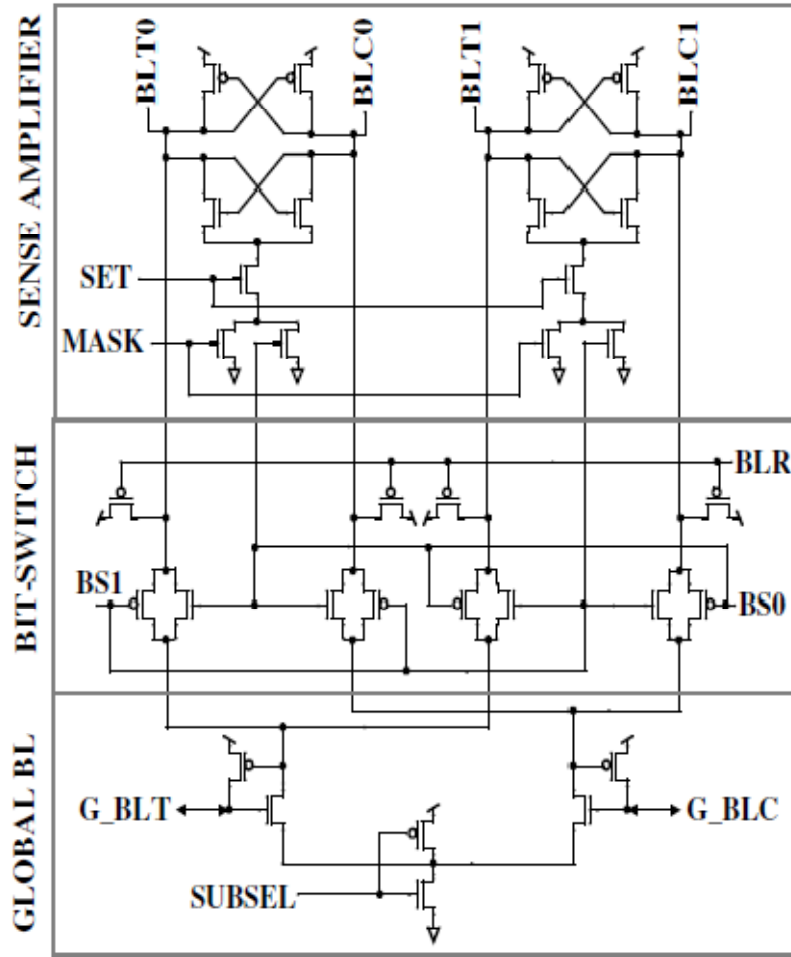 SENSE AMPLIFIER
BLT0
BLC0
BLT1
BLC1
SET
MASK
BIT-SWITCH
BLR
BS1
BS0
GLOBAL BL
G_BLT
G_BLC
SUBSEL